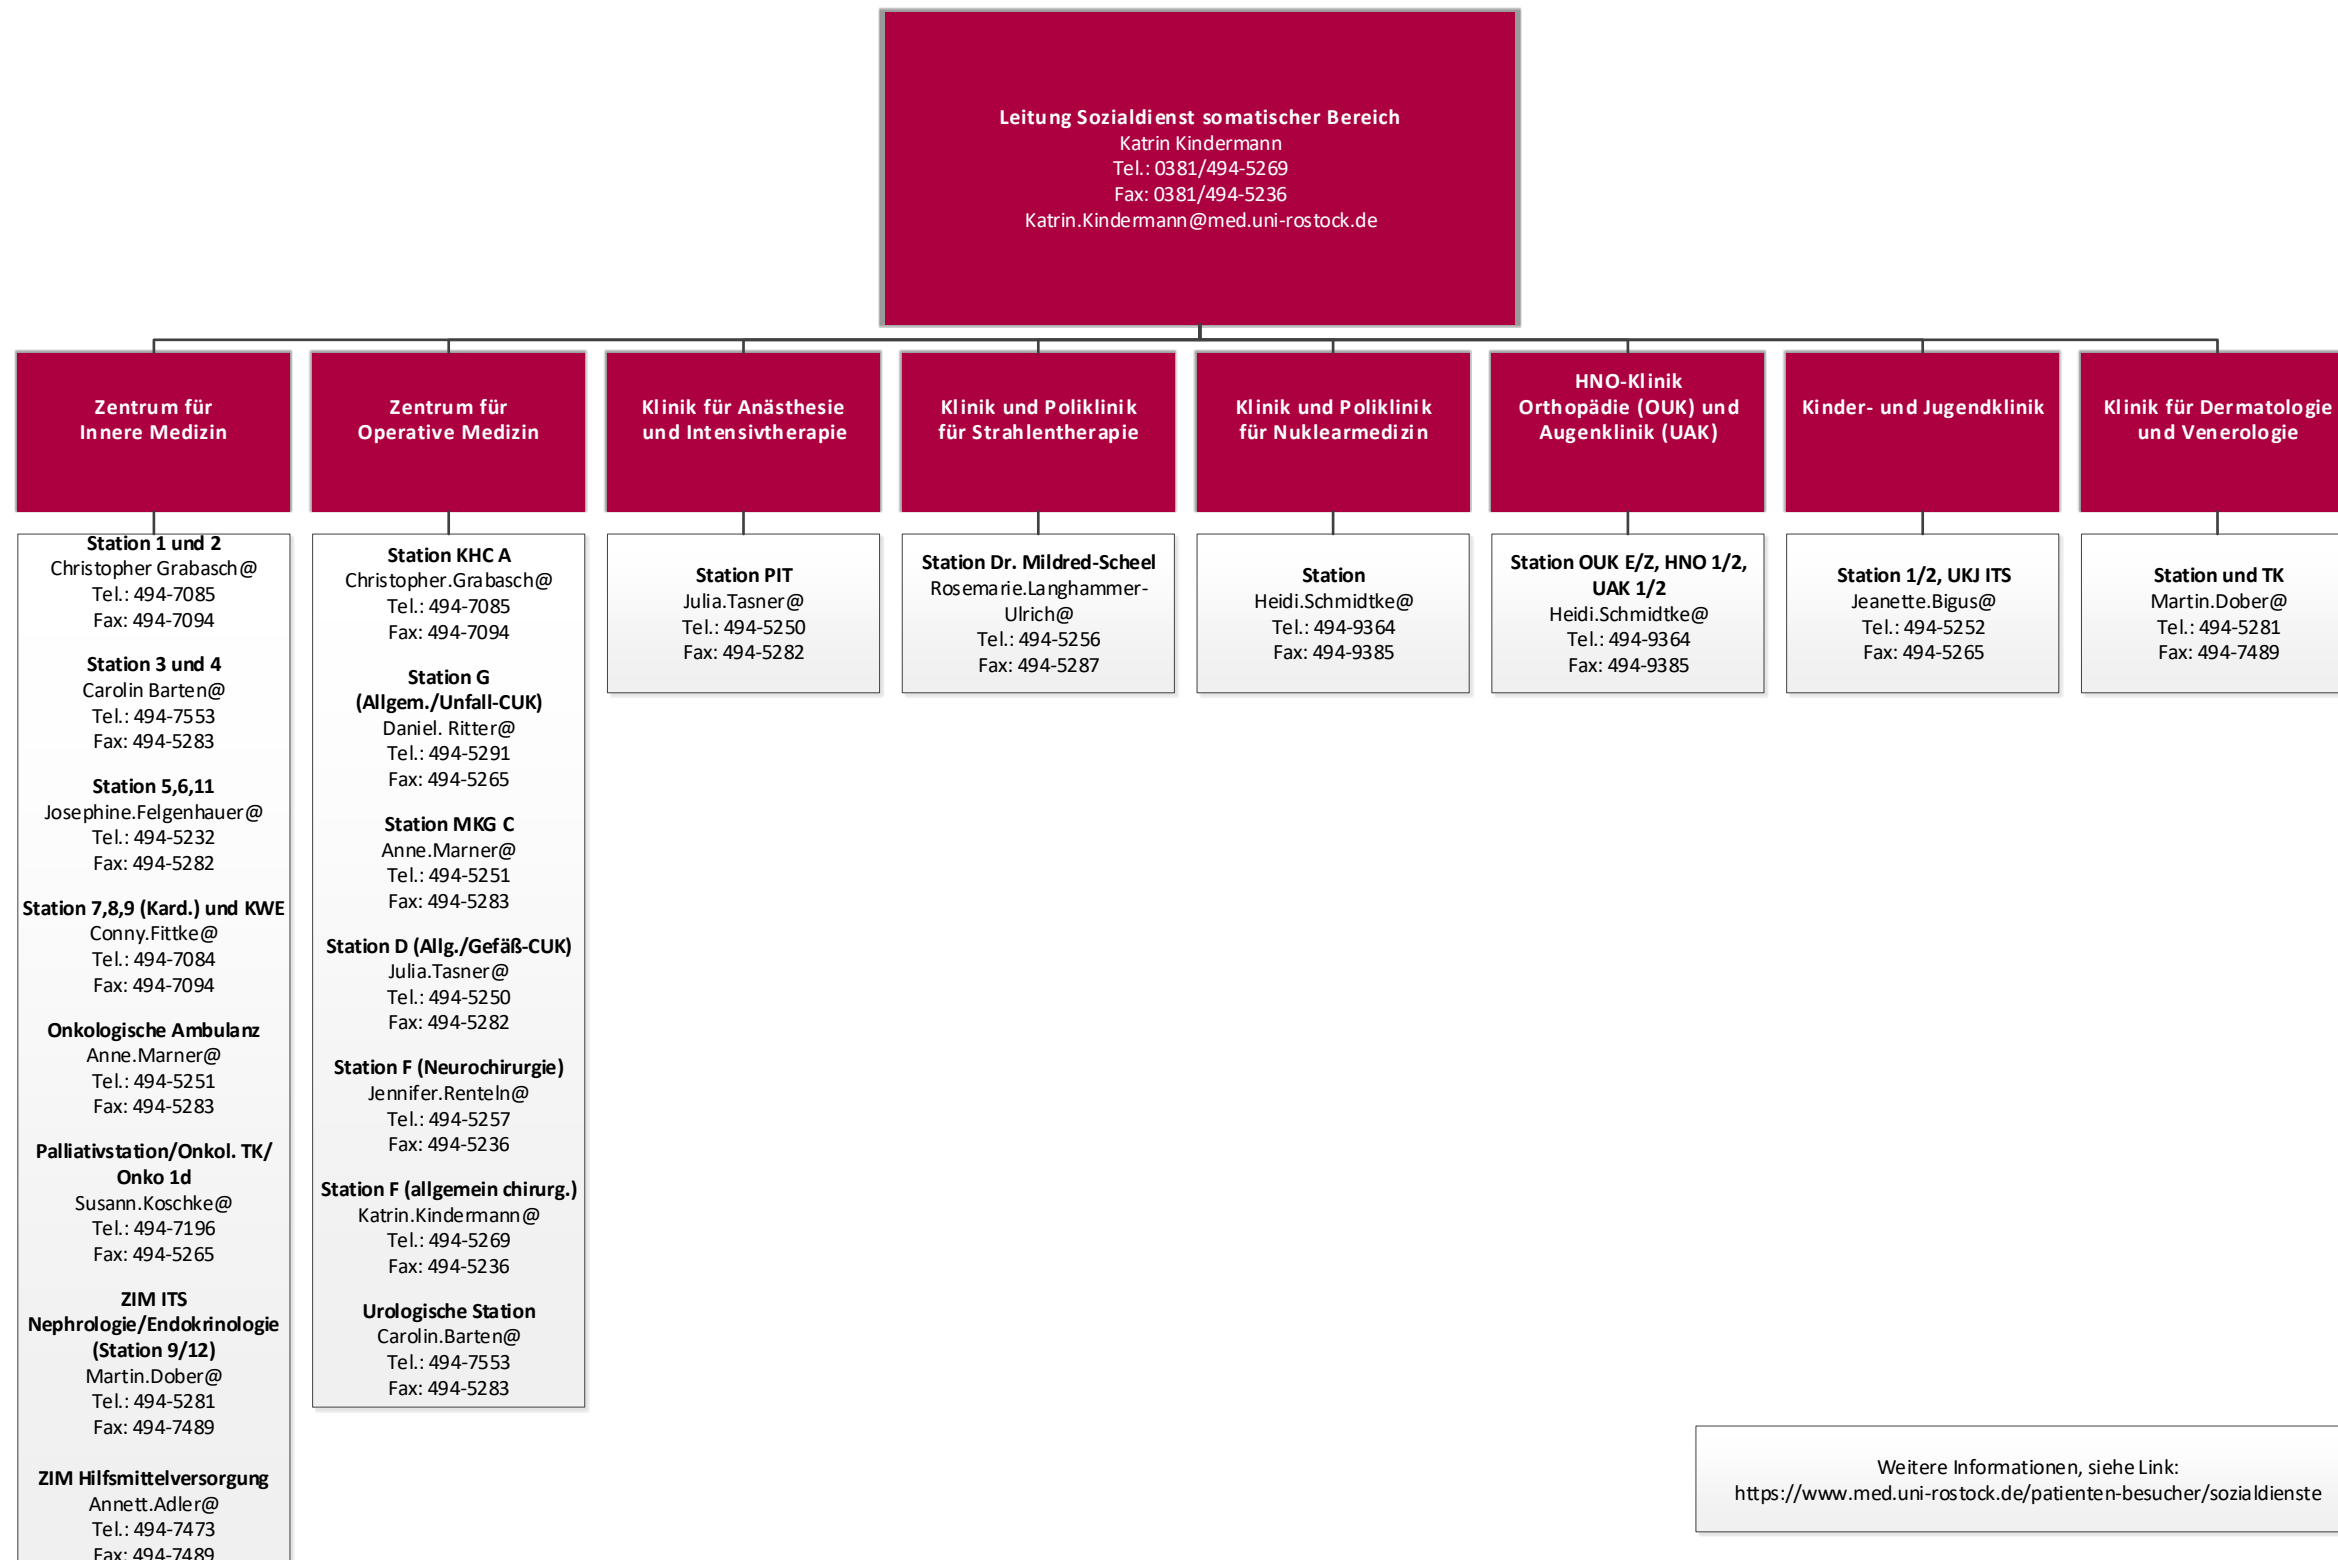 Leitung Sozialdienst somatischer Bereich
Katrin Kindermann
Tel.: 0381/494-5269
Fax: 0381/494-5236
Katrin.Kindermann@med.uni-rostock.de
Zentrum für
Innere Medizin
Zentrum für
Operative Medizin
Klinik für Anästhesie
und Intensivtherapie
Klinik und Poliklinik
für Strahlentherapie
Klinik und Poliklinik
für Nuklearmedizin
HNO-Klinik
Orthopädie (OUK) und
Augenklinik (UAK)
Kinder- und Jugendklinik
Klinik für Dermatologie
und Venerologie
Station 1 und 2
Christopher Grabasch@
Tel.: 494-7085
Fax: 494-7094
Station 3 und 4
Carolin Barten@
Tel.: 494-7553
Fax: 494-5283
Station 5,6,11
Josephine.Felgenhauer@
Tel.: 494-5232
Fax: 494-5282
Station 7,8,9 (Kard.) und KWE
Conny.Fittke@
Tel.: 494-7084
Fax: 494-7094
Onkologische Ambulanz
Anne.Marner@
Tel.: 494-5251
Fax: 494-5283
Palliativstation/Onkol. TK/
Onko 1d
Susann.Koschke@
Tel.: 494-7196
Fax: 494-5265
ZIM ITS
Nephrologie/Endokrinologie
(Station 9/12)
Martin.Dober@
Tel.: 494-5281
Fax: 494-7489
ZIM Hilfsmittelversorgung
Annett.Adler@
Tel.: 494-7473
Fax: 494-7489
Station KHC A
Christopher.Grabasch@
Tel.: 494-7085
Fax: 494-7094
Station G
(Allgem./Unfall-CUK)
Daniel. Ritter@
Tel.: 494-5291
Fax: 494-5265
Station MKG C
Anne.Marner@
Tel.: 494-5251
Fax: 494-5283
Station D (Allg./Gefäß-CUK)
Julia.Tasner@
Tel.: 494-5250
Fax: 494-5282
Station F (Neurochirurgie)
Jennifer.Renteln@
Tel.: 494-5257
Fax: 494-5236
Station F (allgemein chirurg.)
Katrin.Kindermann@
Tel.: 494-5269
Fax: 494-5236
Urologische Station
Carolin.Barten@
Tel.: 494-7553
Fax: 494-5283
Station PIT
Julia.Tasner@
Tel.: 494-5250
Fax: 494-5282
Station Dr. Mildred-Scheel
Rosemarie.Langhammer-
Ulrich@
Tel.: 494-5256
Fax: 494-5287
Station
Heidi.Schmidtke@
Tel.: 494-9364
Fax: 494-9385
Station OUK E/Z, HNO 1/2,
UAK 1/2
Heidi.Schmidtke@
Tel.: 494-9364
Fax: 494-9385
Station 1/2, UKJ ITS
Jeanette.Bigus@
Tel.: 494-5252
Fax: 494-5265
Station und TK
Martin.Dober@
Tel.: 494-5281
Fax: 494-7489
Weitere Informationen, siehe Link:
https://www.med.uni-rostock.de/patienten-besucher/sozialdienste